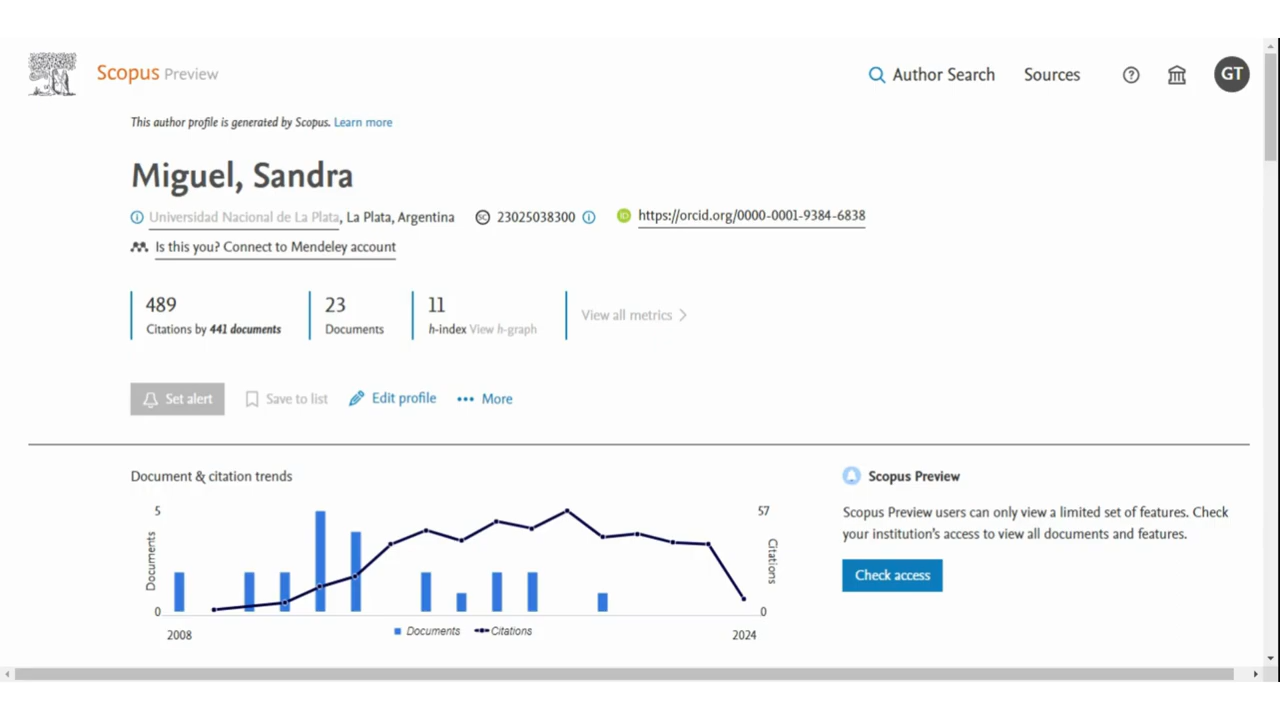 Scopus Preview
Author Search
Sources
GT
This author profile is generated by Scopus. Learn more
Miguel, Sandra
Universidad Nacional de La Plata, La Plata, Argentina
SC 23025038300
iD https://orcid.org/0000-0001-9384-6838
Is this you? Connect to Mendeley account
489
Citations by 441 documents
23
Documents
11
h-index View h-graph
View all metrics
Set alert
Save to list
Edit profile
More
Document & citation trends
5
Documents
0
57
Citations
0
2008
2024
Documents
Citations
Scopus Preview
Scopus Preview users can only view a limited set of features. Check
your institution's access to view all documents and features.
Check access